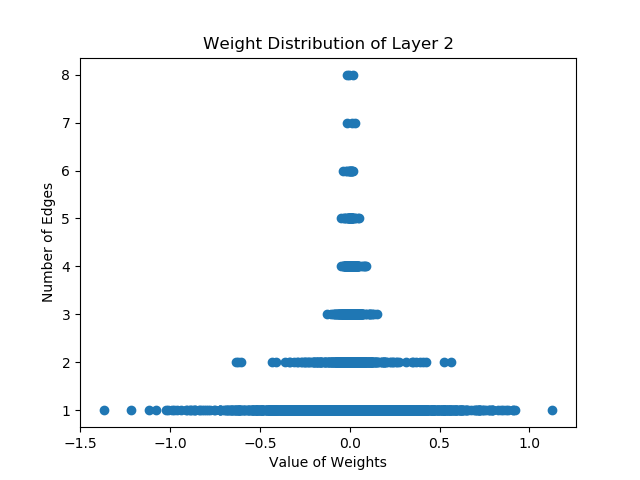 Weight Distribution of Layer 2
Number of Edges
8
7
6
5
4
3
2
1
−1.5 −1.0 −0.5 0.0 0.5 1.0
Value of Weights